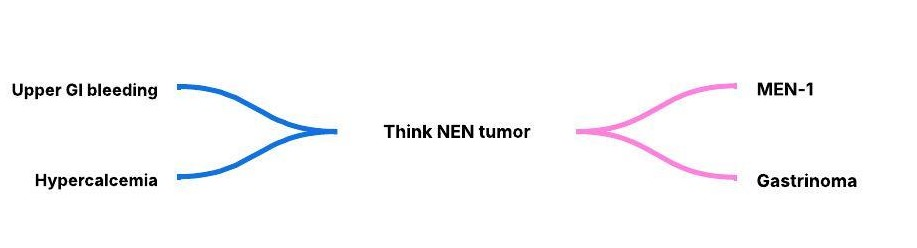 Upper GI bleeding
Hypercalcemia
Think NEN tumor
MEN-1
Gastrinoma